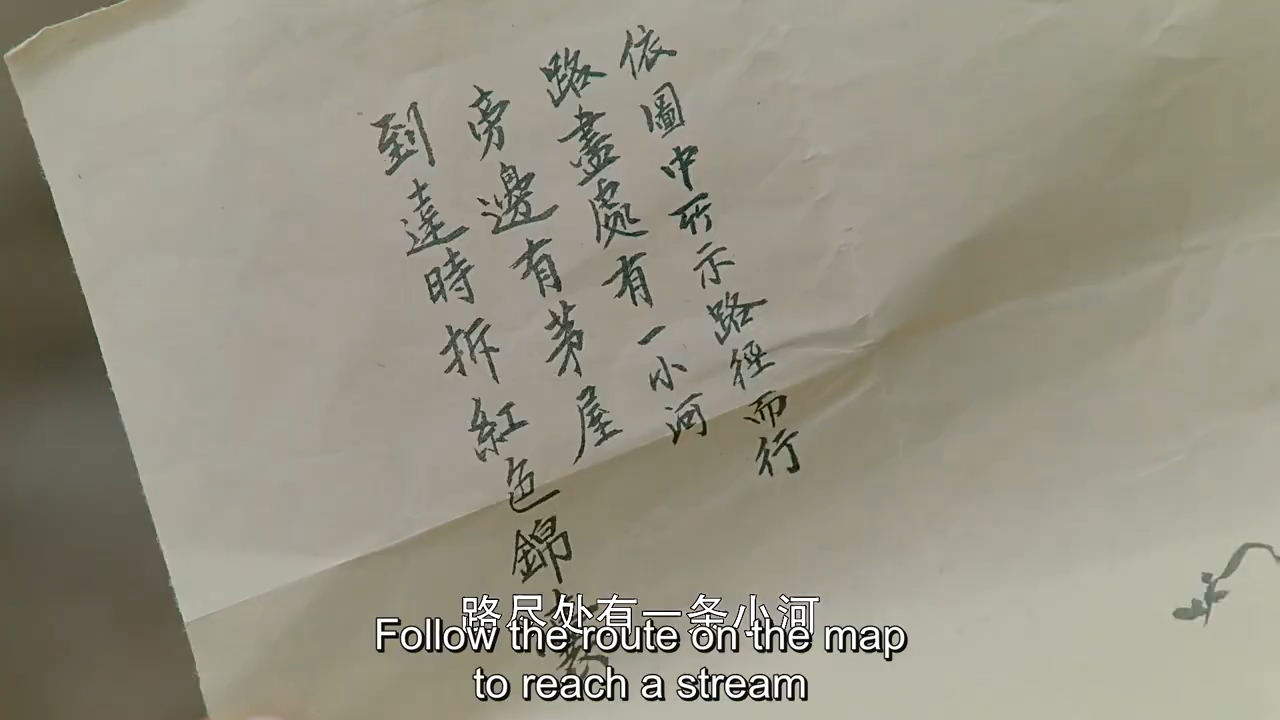 依圖中所示路徑而行
路盡處有一小河
旁邊有茅屋
到達時拆紅色錦囊
路尽处有一条小河
Follow the route on the map
to reach a stream